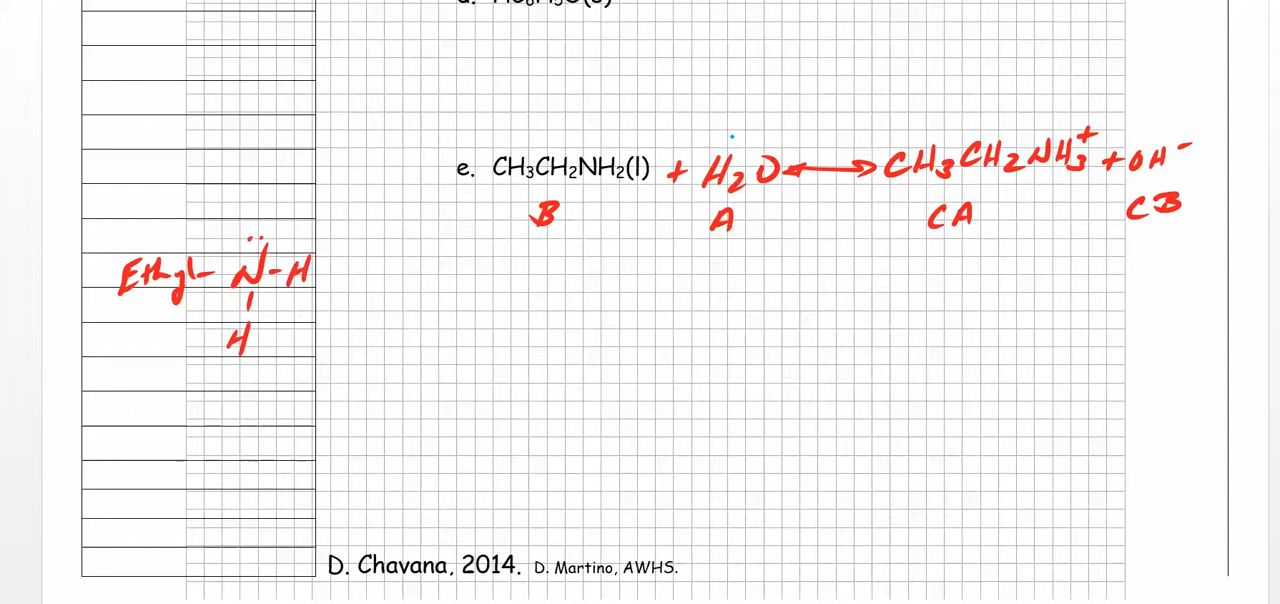 e. CH₃CH₂NH₂(l) + H₂O ⟷ CH₃CH₂NH₃⁺ + OH⁻
B A CA CB
Ethyl- N̈ -H
H
D. Chavana, 2014. D. Martino, AWHS.